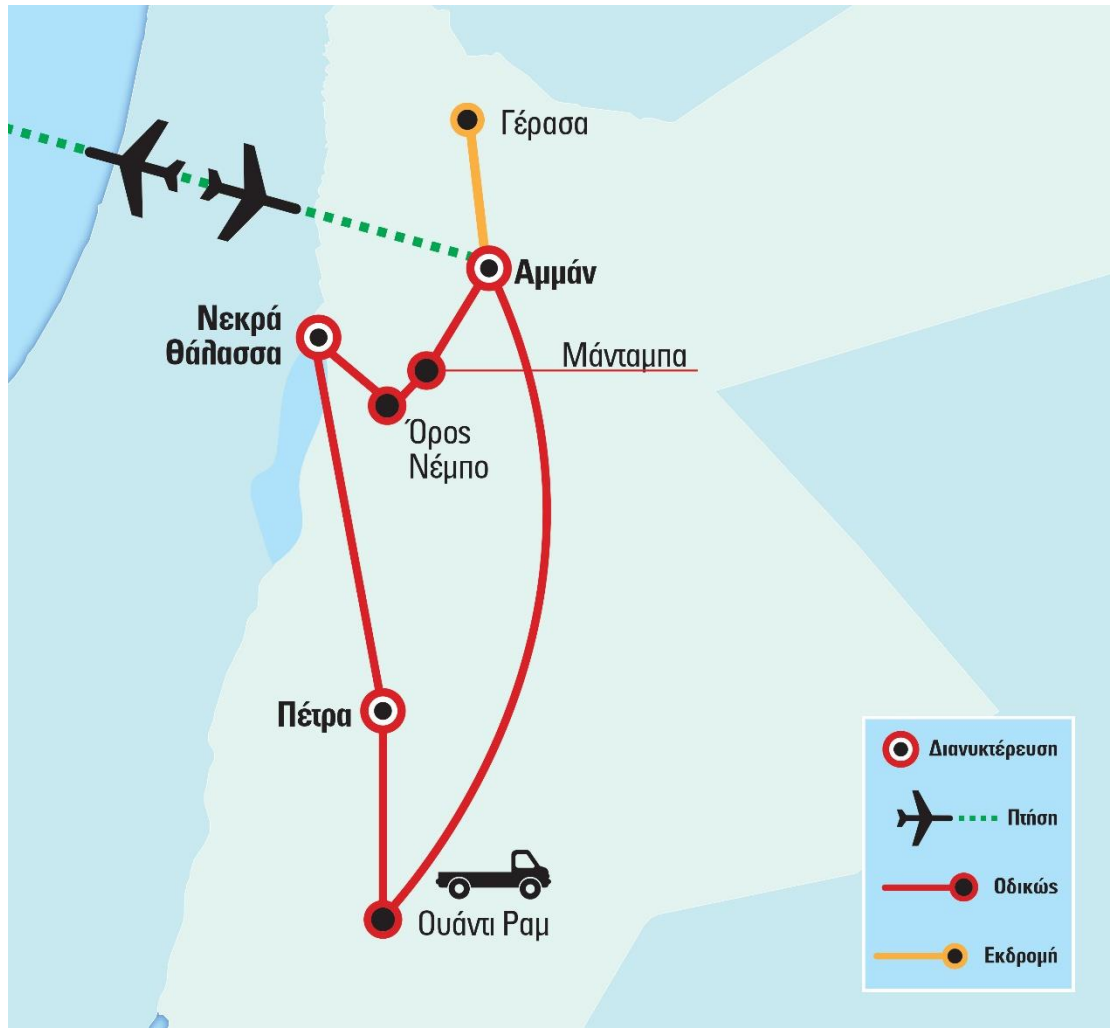 Γέρασα
Αμμάν
Νεκρά
Θάλασσα
Μάνταμπα
Όρος
Νέμπο
Πέτρα
Ουάντι Ραμ
Διανυκτέρευση
Πτήση
Οδικώς
Εκδρομή